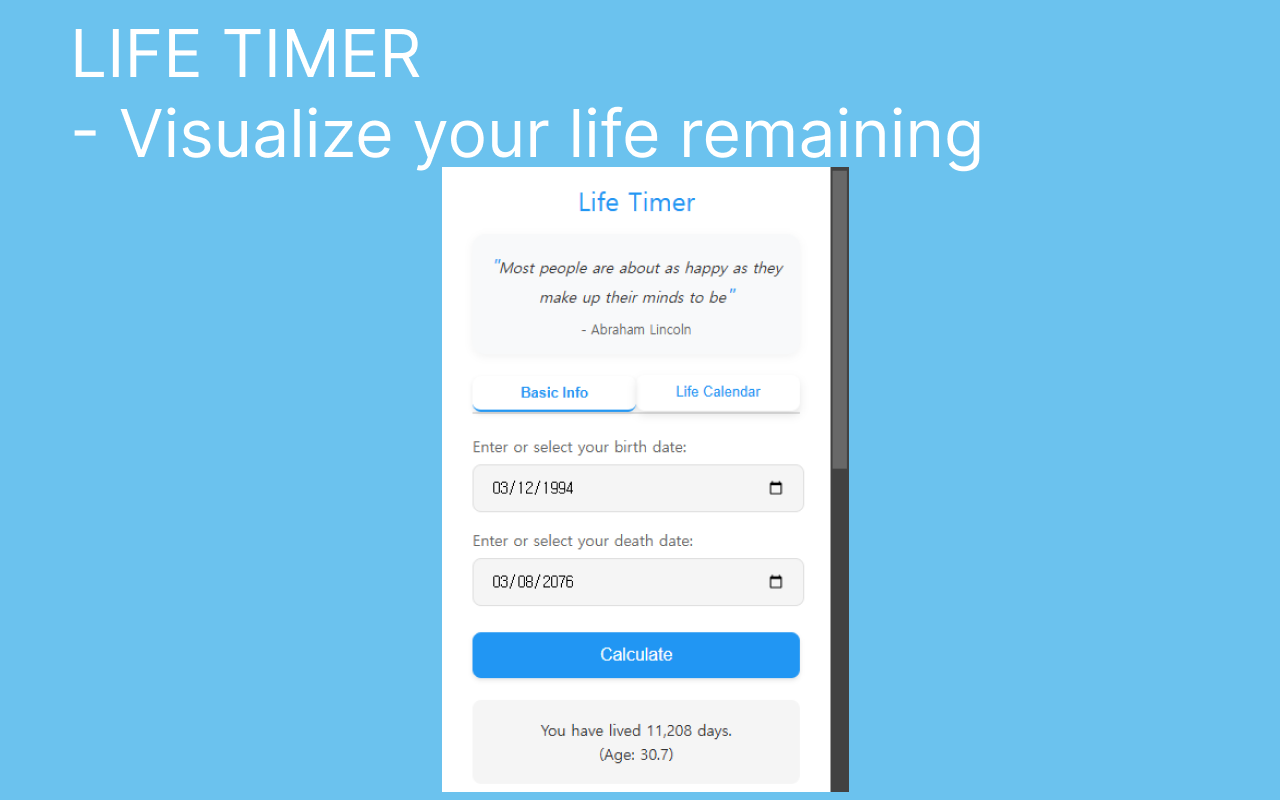 LIFE TIMER
- Visualize your life remaining
Life Timer
"Most people are about as happy as they
make up their minds to be"
- Abraham Lincoln
Basic Info
Life Calendar
Enter or select your birth date:
03/12/1994
Enter or select your death date:
03/08/2076
Calculate
You have lived 11,208 days.
(Age: 30.7)